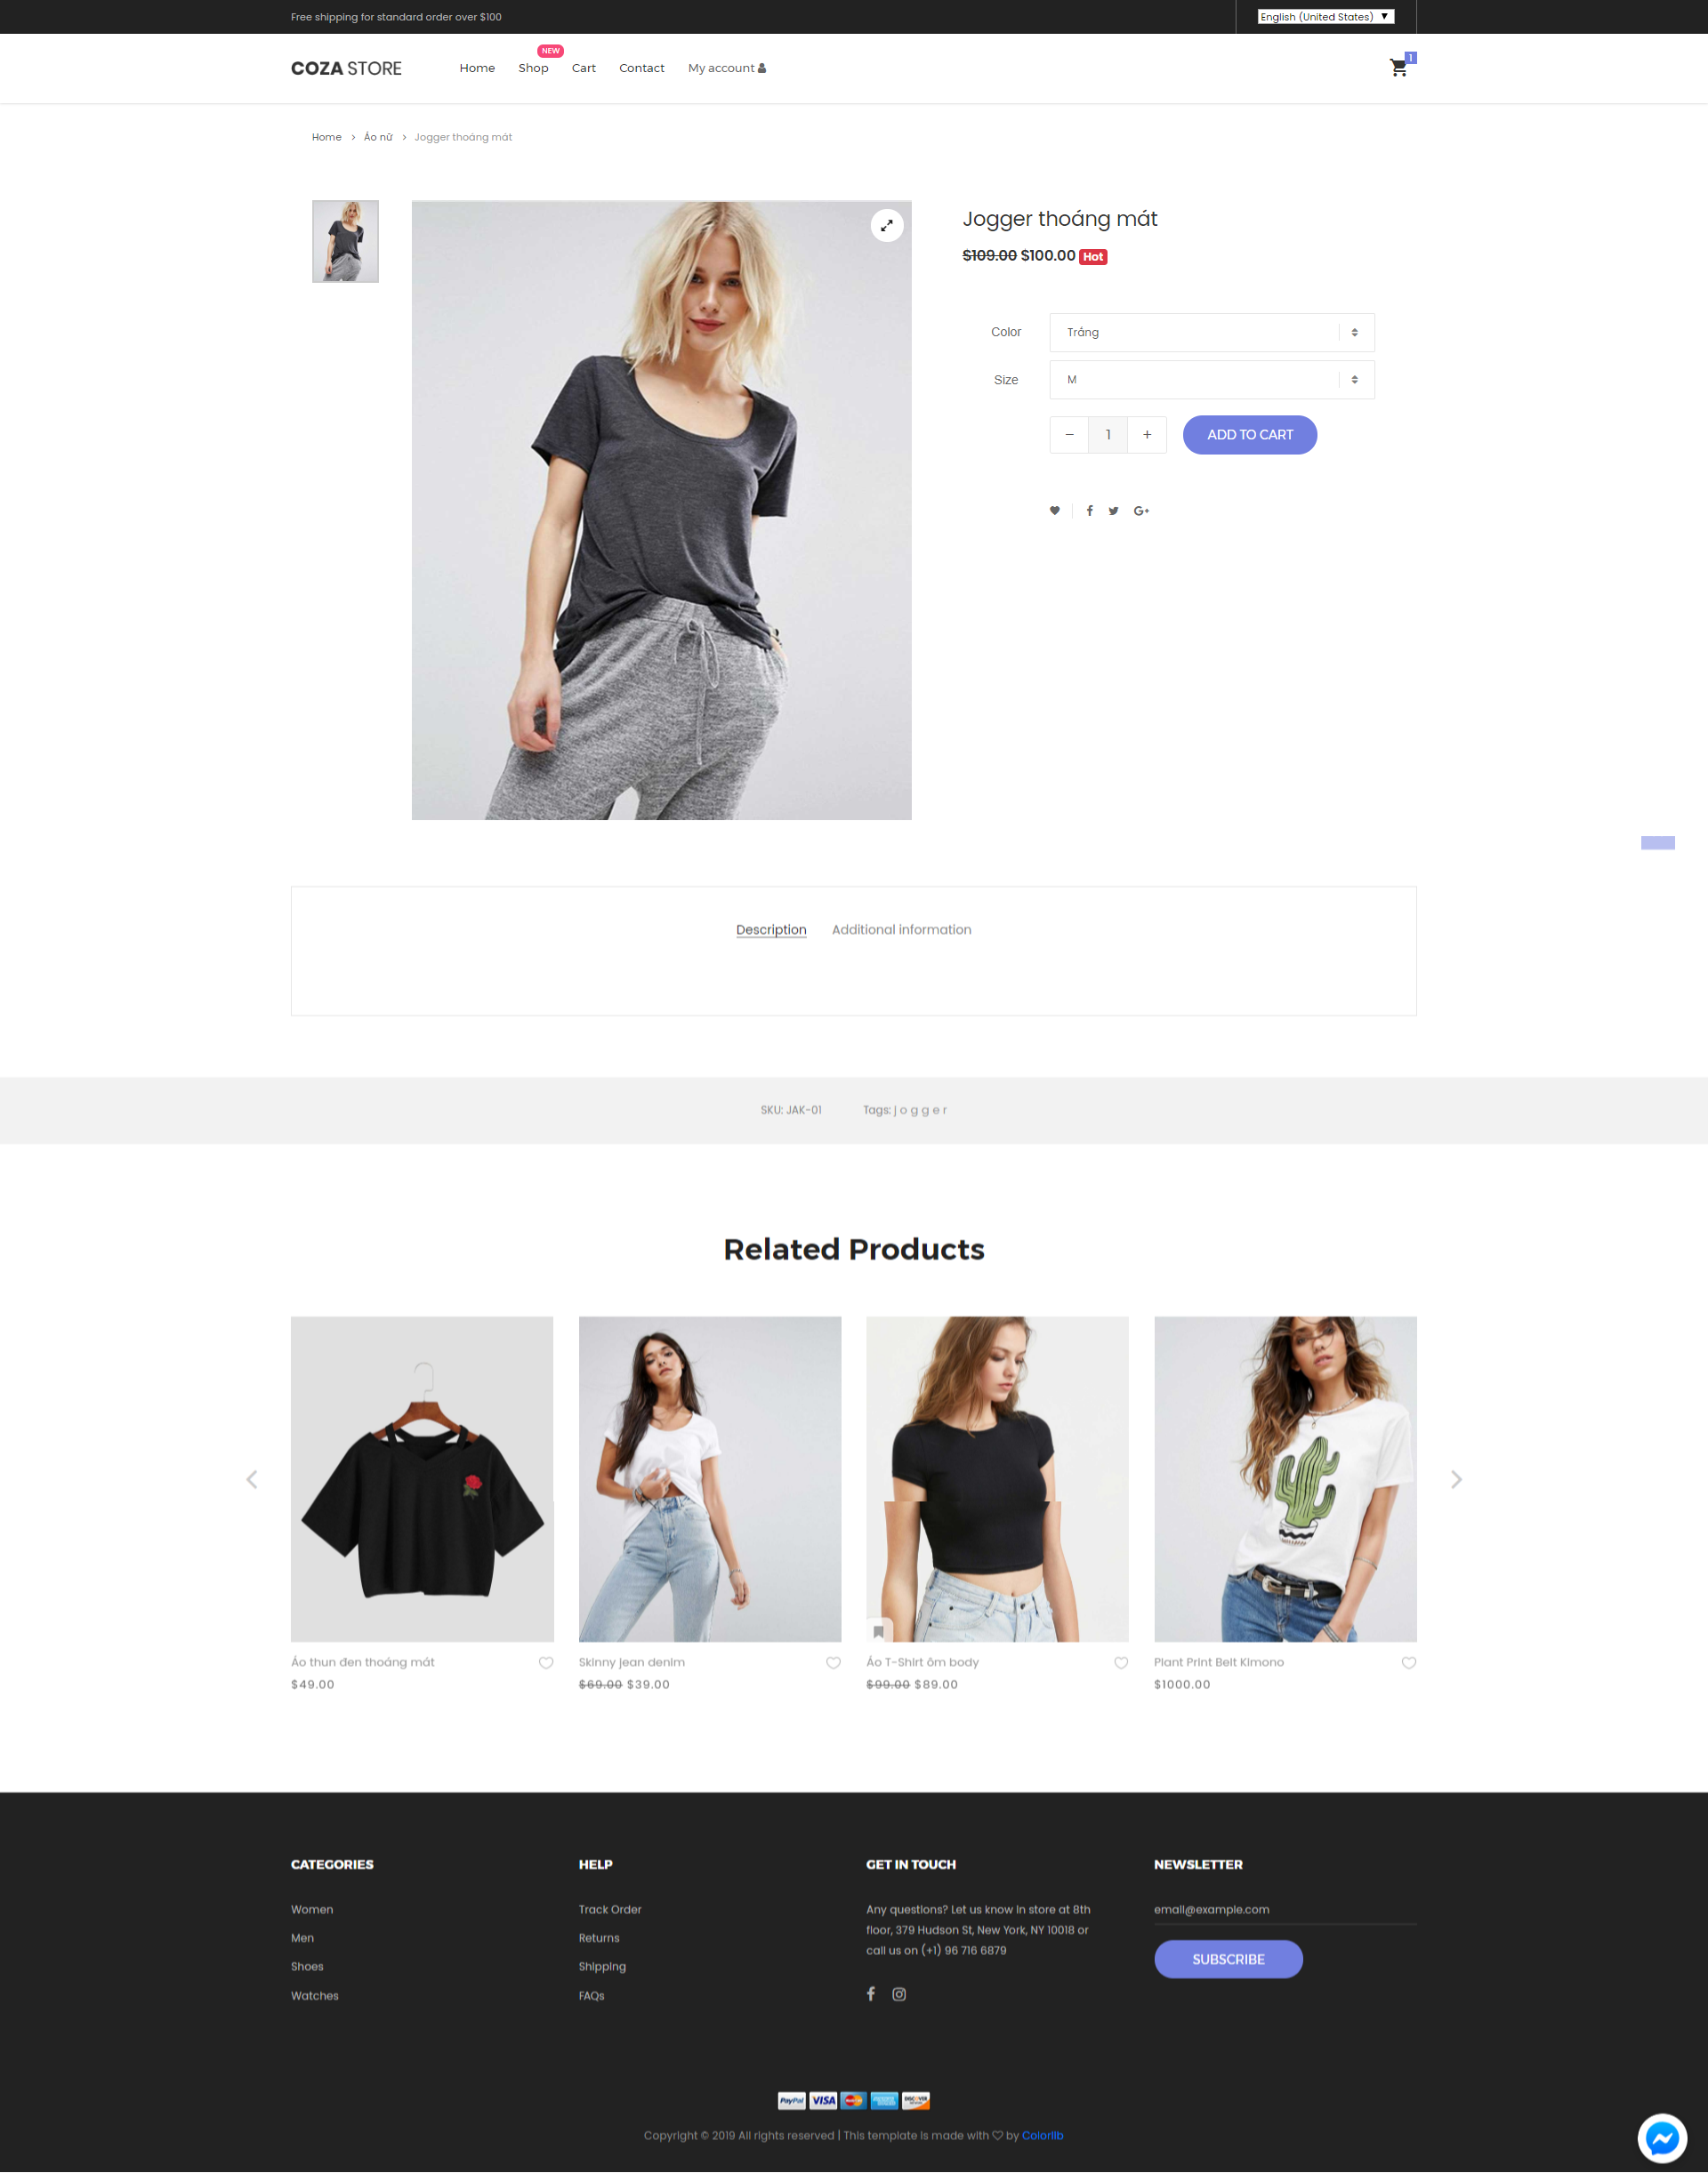 Free shipping for standard order over $100
English (United States)
COZA STORE
Home
NEW
Shop
Cart
Contact
My account
1
Home > Áo nữ > Jogger thoáng mát
Jogger thoáng mát
$109.00 $100.00 Hot
Color
Trắng
Size
M
− 1 +
ADD TO CART
G+
Description
Additional information
SKU: JAK-01
Tags: j o g g e r
Related Products
Áo thun đen thoáng mát
$49.00
Skinny jean denim
$69.00 $39.00
Áo T-Shirt ôm body
$99.00 $89.00
Plant Print Belt Kimono
$1000.00
CATEGORIES
Women
Men
Shoes
Watches
HELP
Track Order
Returns
Shipping
FAQs
GET IN TOUCH
Any questions? Let us know in store at 8th
floor, 379 Hudson St, New York, NY 10018 or
call us on (+1) 96 716 6879
NEWSLETTER
email@example.com
SUBSCRIBE
PayPal VISA DISCOVER
Copyright © 2019 All rights reserved | This template is made with ♡ by Colorlib